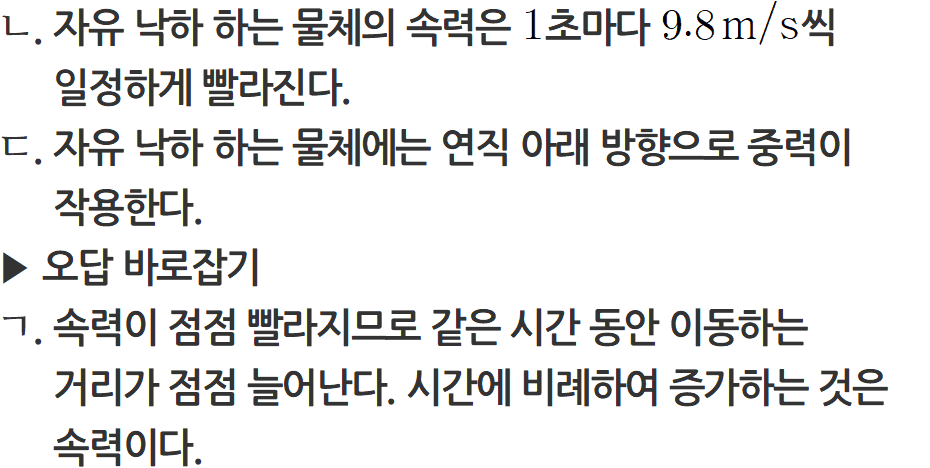 ㄴ. 자유 낙하 하는 물체의 속력은 1초마다 9.8m/s씩
일정하게 빨라진다.
ㄷ. 자유 낙하 하는 물체에는 연직 아래 방향으로 중력이
작용한다.
▶ 오답 바로잡기
ㄱ. 속력이 점점 빨라지므로 같은 시간 동안 이동하는
거리가 점점 늘어난다. 시간에 비례하여 증가하는 것은
속력이다.